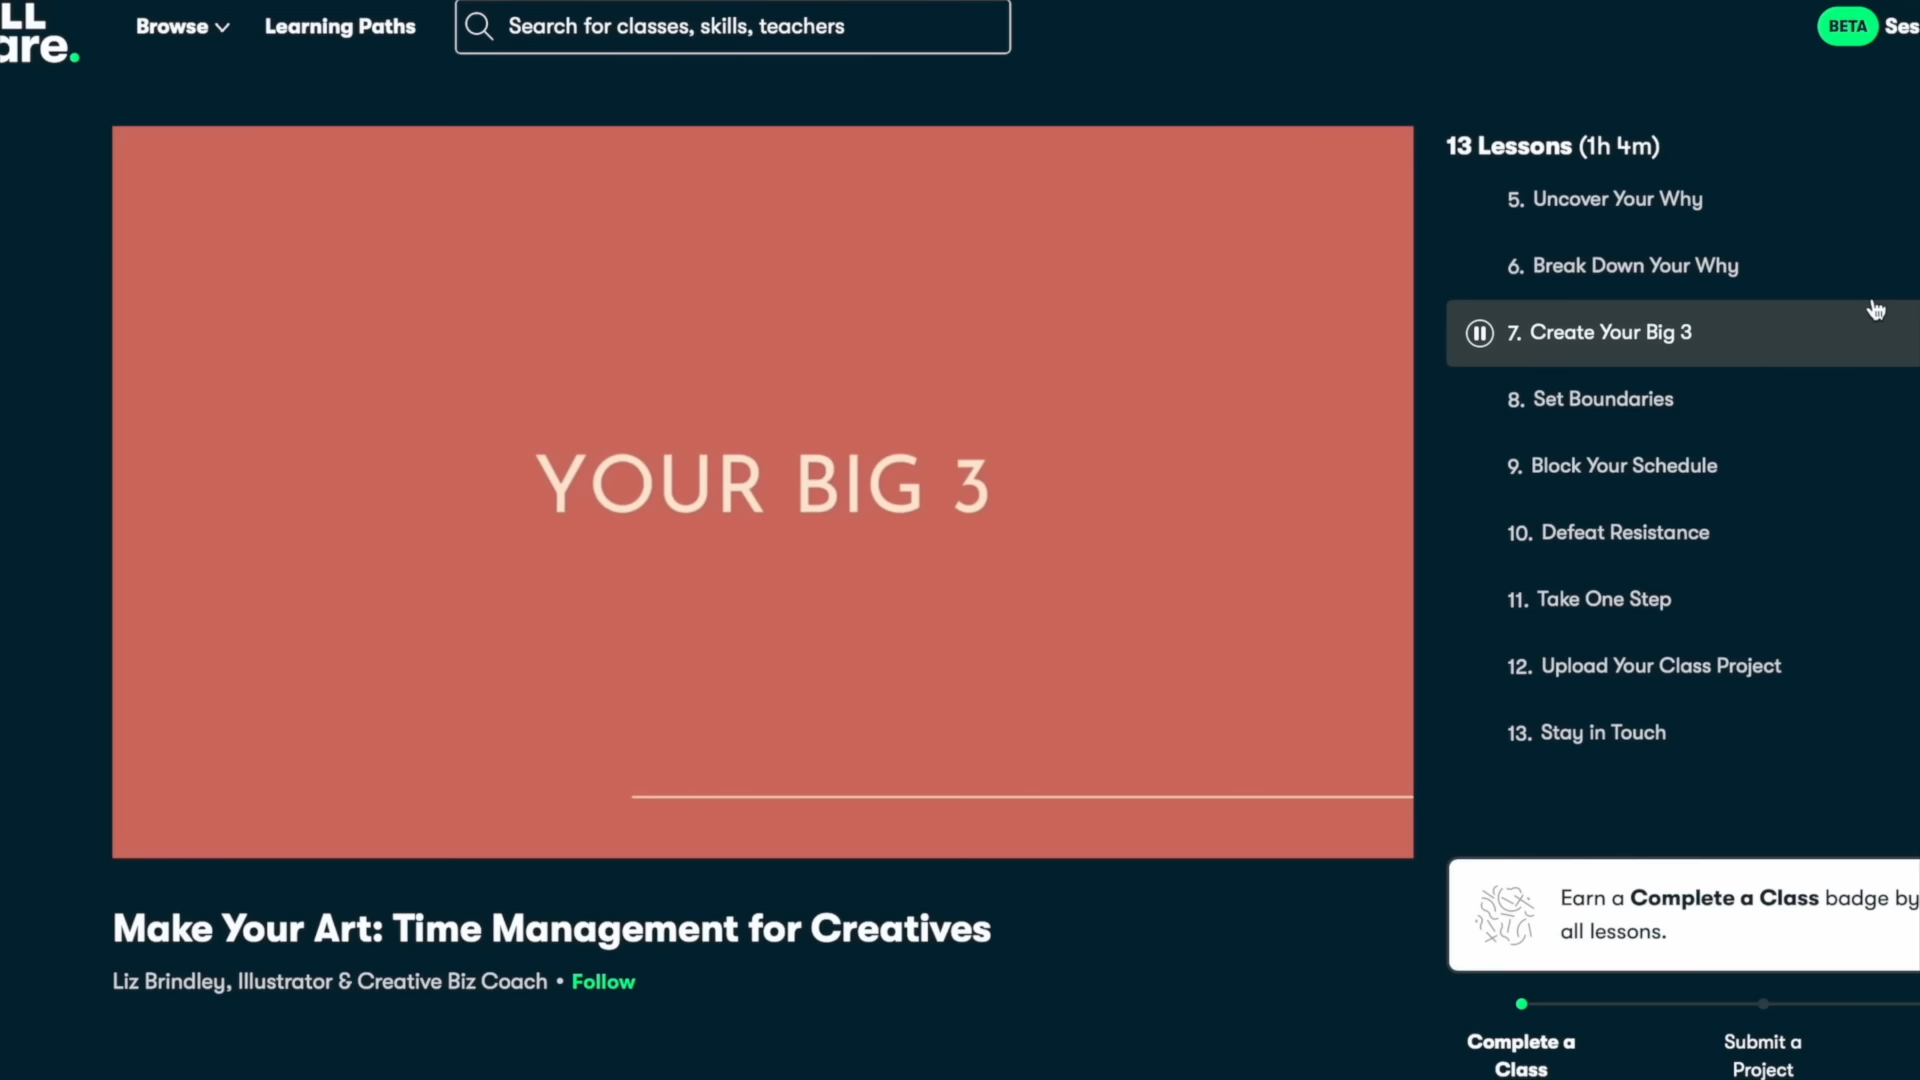 LL
are.
Browse
Learning Paths
Search for classes, skills, teachers
BETA
Ses
YOUR BIG 3
13 Lessons (1h 4m)
5. Uncover Your Why
6. Break Down Your Why
7. Create Your Big 3
8. Set Boundaries
9. Block Your Schedule
10. Defeat Resistance
11. Take One Step
12. Upload Your Class Project
13. Stay in Touch
Make Your Art: Time Management for Creatives
Liz Brindley, Illustrator & Creative Biz Coach • Follow
Earn a Complete a Class badge by
all lessons.
Complete a
Class
Submit a
Project